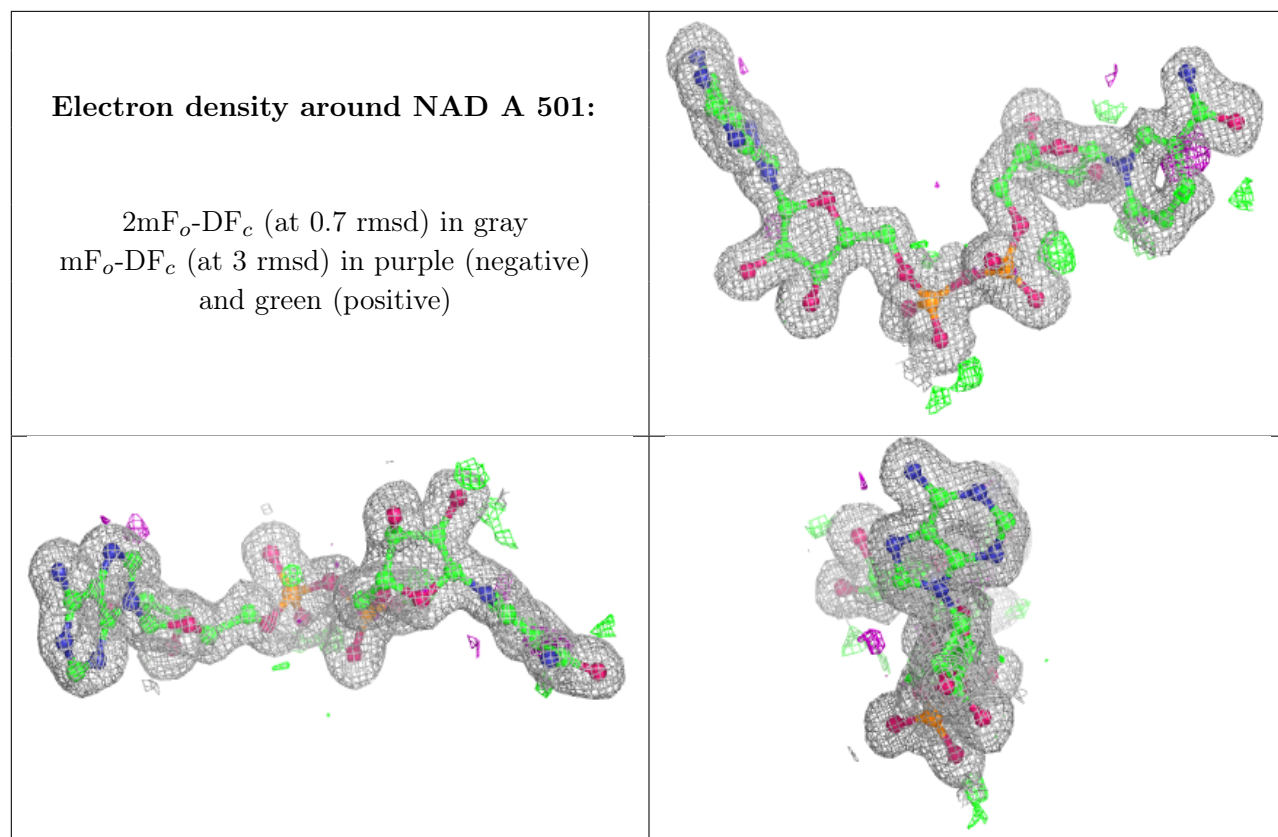 Electron density around NAD A 501:
2mFo-DFc (at 0.7 rmsd) in gray
mFo-DFc (at 3 rmsd) in purple (negative)
and green (positive)